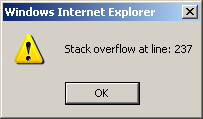 Windows Internet Explorer
Stack overflow at line: 237
OK